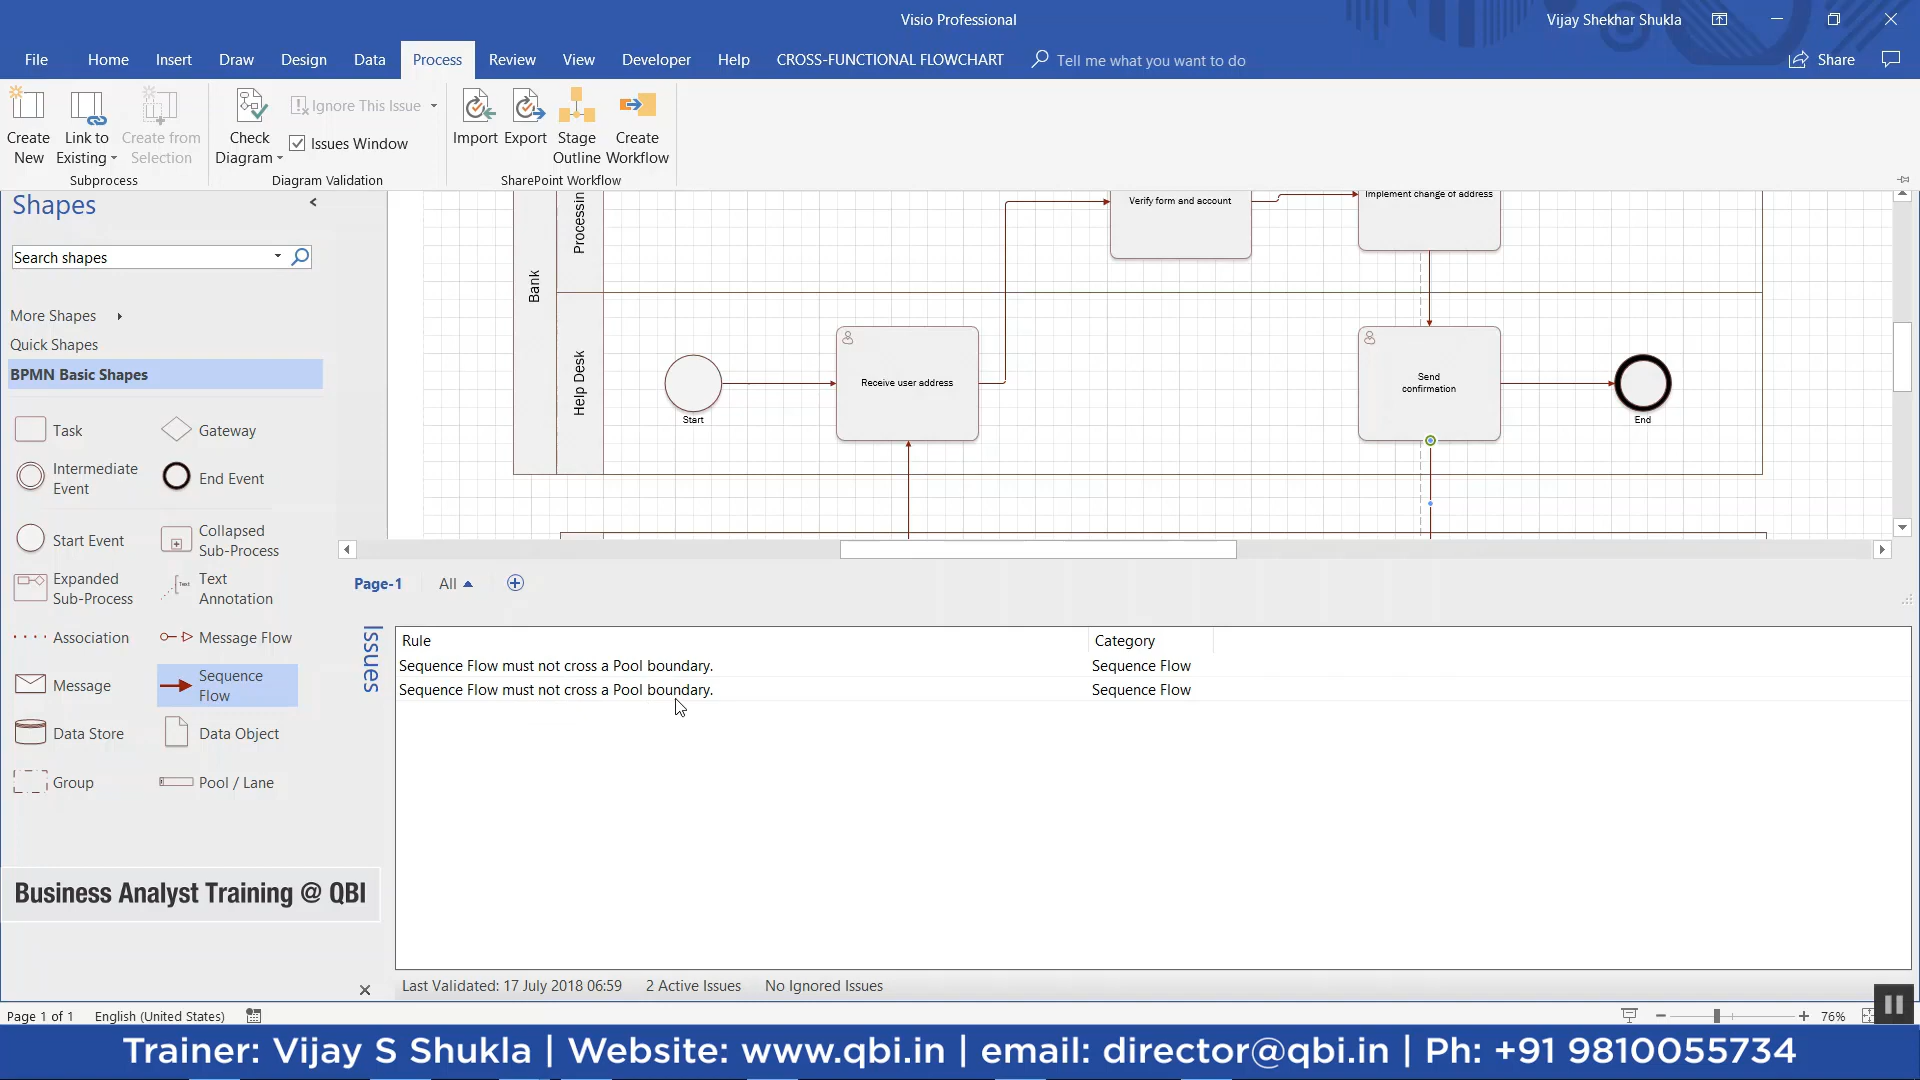 Visio Professional
Vijay Shekhar Shukla
File Home Insert Draw Design Data Process Review View Developer Help CROSS-FUNCTIONAL FLOWCHART Tell me what you want to do Share
Create New
Link to Existing
Create from Selection
Subprocess
Check Diagram
Ignore This Issue
Issues Window
Diagram Validation
Import
Export
Stage Outline
Create Workflow
SharePoint Workflow
Shapes
Search shapes
More Shapes
Quick Shapes
BPMN Basic Shapes
Task
Gateway
Intermediate Event
End Event
Start Event
Collapsed Sub-Process
Expanded Sub-Process
Text Annotation
Text
Association
Message Flow
Message
Sequence Flow
Data Store
Data Object
Group
Pool / Lane
Business Analyst Training @ QBI
Bank
Processin
Help Desk
Verify form and account
Implement change of address
Start
Receive user address
Send
confirmation
End
Page-1 All
Issues
Rule Category
Sequence Flow must not cross a Pool boundary. Sequence Flow
Sequence Flow must not cross a Pool boundary. Sequence Flow
Last Validated: 17 July 2018 06:59 2 Active Issues No Ignored Issues
Page 1 of 1 English (United States) 76%
Trainer: Vijay S Shukla | Website: www.qbi.in | email: director@qbi.in | Ph: +91 9810055734